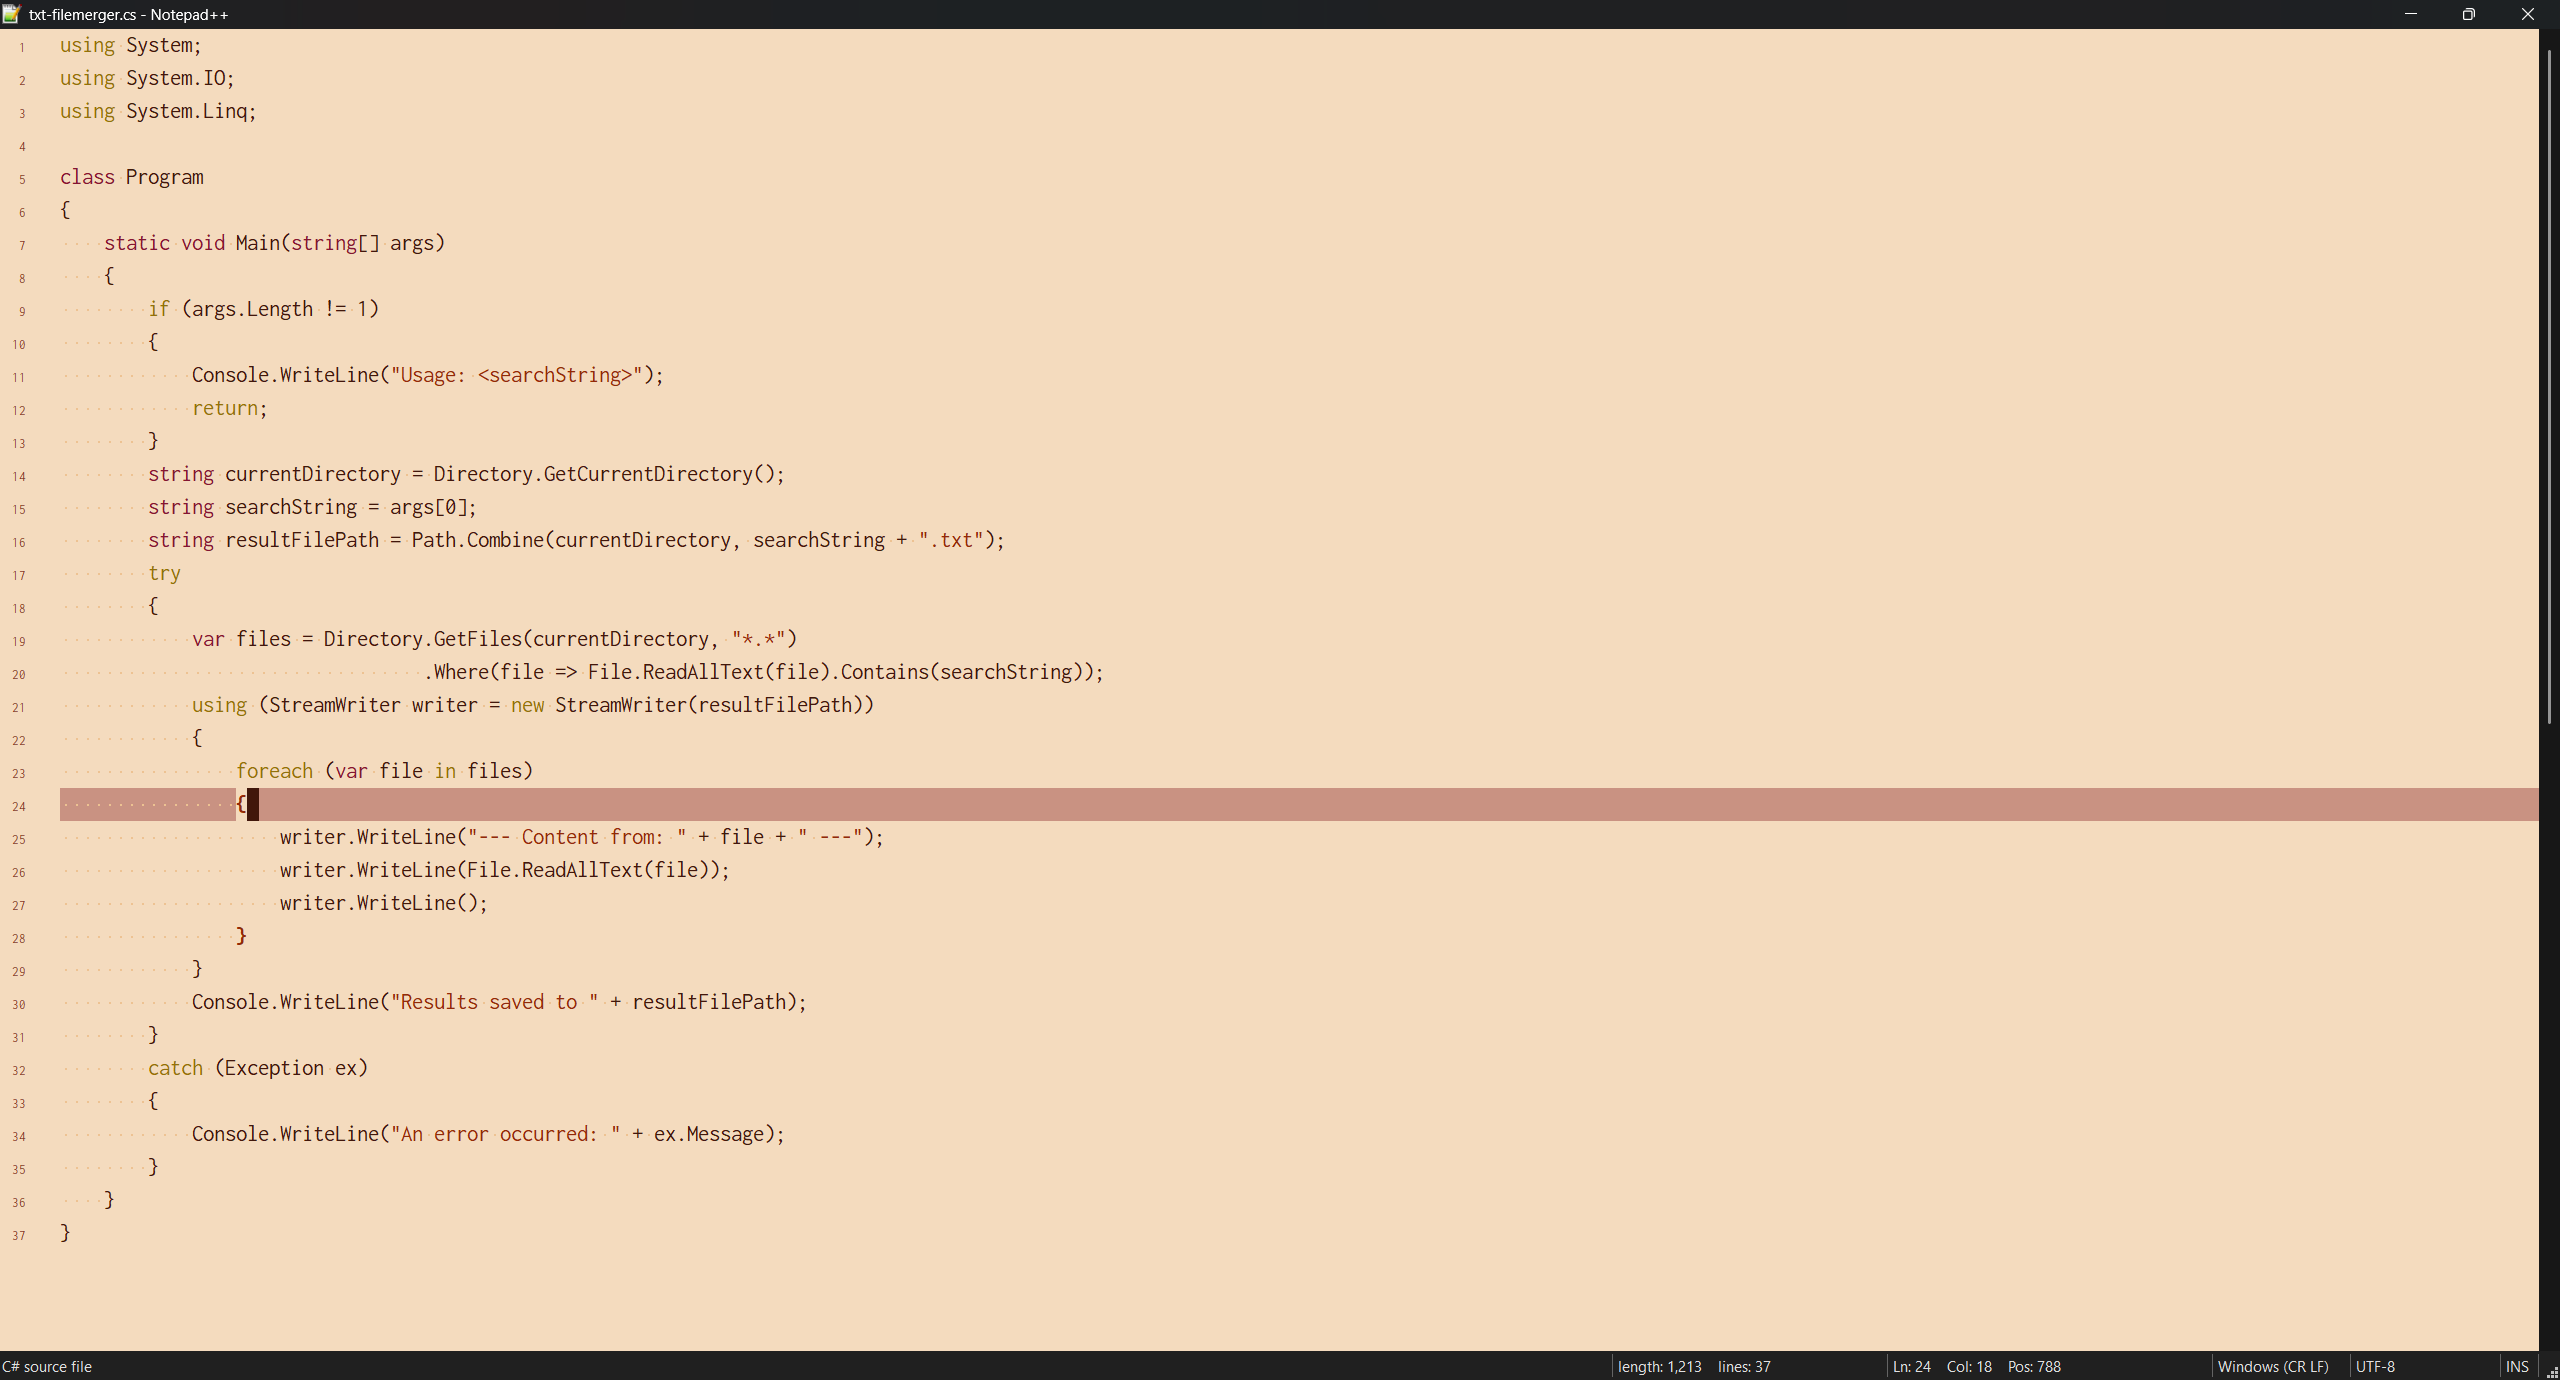 txt-filemerger.cs - Notepad++
1 using System;
2 using System.IO;
3 using System.Linq;
4
5 class Program
6 {
7     static void Main(string[] args)
8     {
9         if (args.Length != 1)
10         {
11             Console.WriteLine("Usage: <searchString>");
12             return;
13         }
14         string currentDirectory = Directory.GetCurrentDirectory();
15         string searchString = args[0];
16         string resultFilePath = Path.Combine(currentDirectory, searchString + ".txt");
17         try
18         {
19             var files = Directory.GetFiles(currentDirectory, "*.*")
20                                  .Where(file => File.ReadAllText(file).Contains(searchString));
21             using (StreamWriter writer = new StreamWriter(resultFilePath))
22             {
23                 foreach (var file in files)
24                 {
25                     writer.WriteLine("--- Content from: " + file + " ---");
26                     writer.WriteLine(File.ReadAllText(file));
27                     writer.WriteLine();
28                 }
29             }
30             Console.WriteLine("Results saved to " + resultFilePath);
31         }
32         catch (Exception ex)
33         {
34             Console.WriteLine("An error occurred: " + ex.Message);
35         }
36     }
37 }
C# source file length: 1,213 lines: 37 Ln: 24 Col: 18 Pos: 788 Windows (CR LF) UTF-8 INS